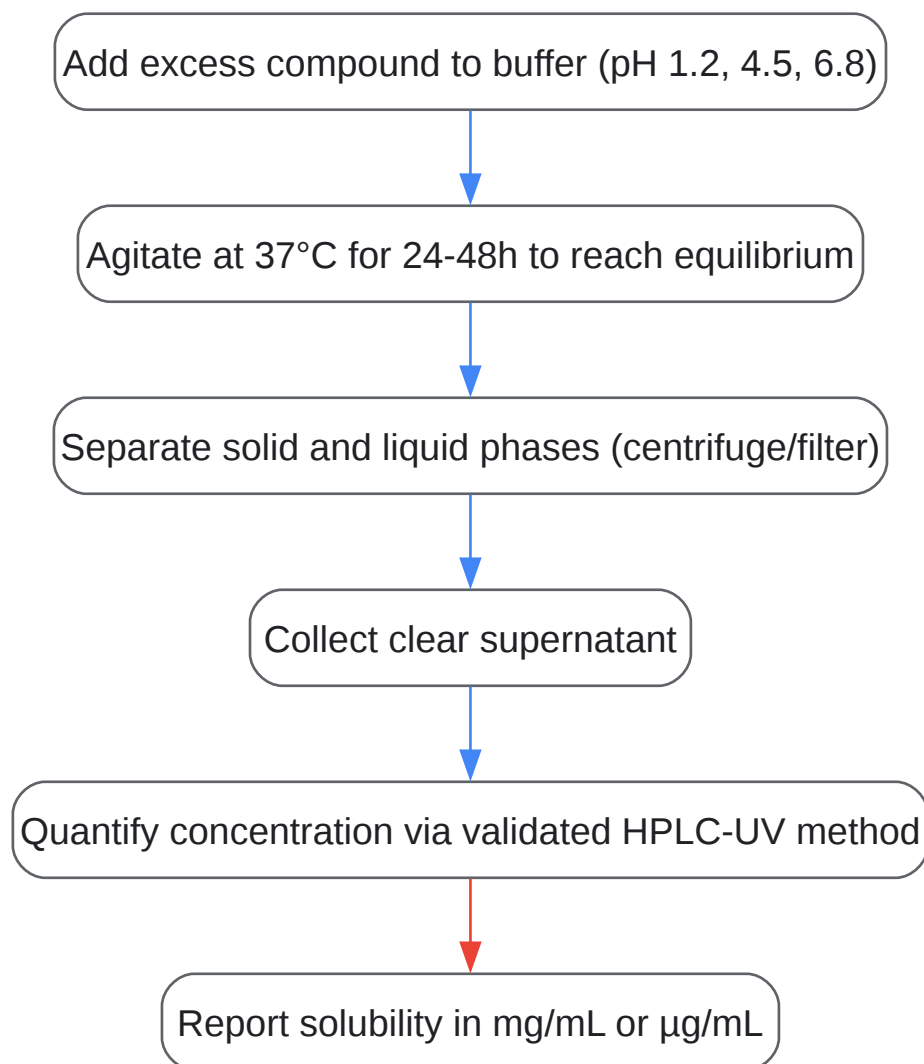 Add excess compound to buffer (pH 1.2, 4.5, 6.8)
Agitate at 37°C for 24-48h to reach equilibrium
Separate solid and liquid phases (centrifuge/filter)
Collect clear supernatant
Quantify concentration via validated HPLC-UV method
Report solubility in mg/mL or µg/mL